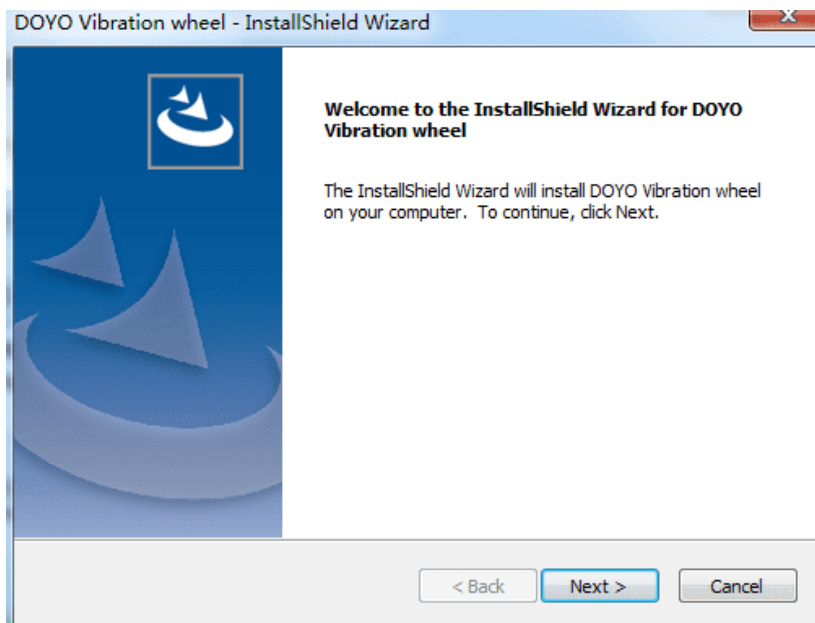 DOYO Vibration wheel - InstallShield Wizard
Welcome to the InstallShield Wizard for DOYO
Vibration wheel
The InstallShield Wizard will install DOYO Vibration wheel
on your computer.  To continue, click Next.
< Back
Next >
Cancel